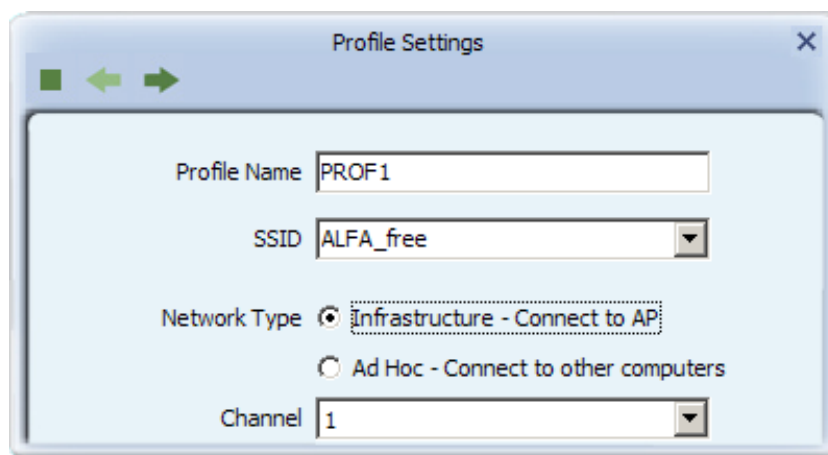 Profile Settings
Profile Name PROF1
SSID ALFA_free
Network Type Infrastructure - Connect to AP
Ad Hoc - Connect to other computers
Channel 1